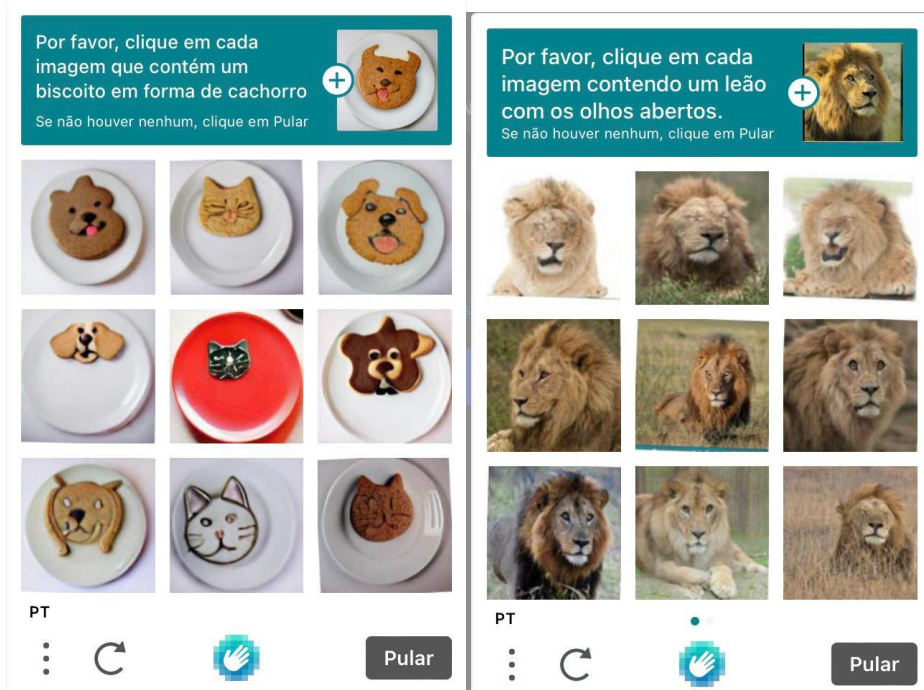 Por favor, clique em cada
imagem que contém um
biscoito em forma de cachorro
Se não houver nenhum, clique em Pular
PT
Pular
Por favor, clique em cada
imagem contendo um leão
com os olhos abertos.
Se não houver nenhum, clique em Pular
PT
Pular